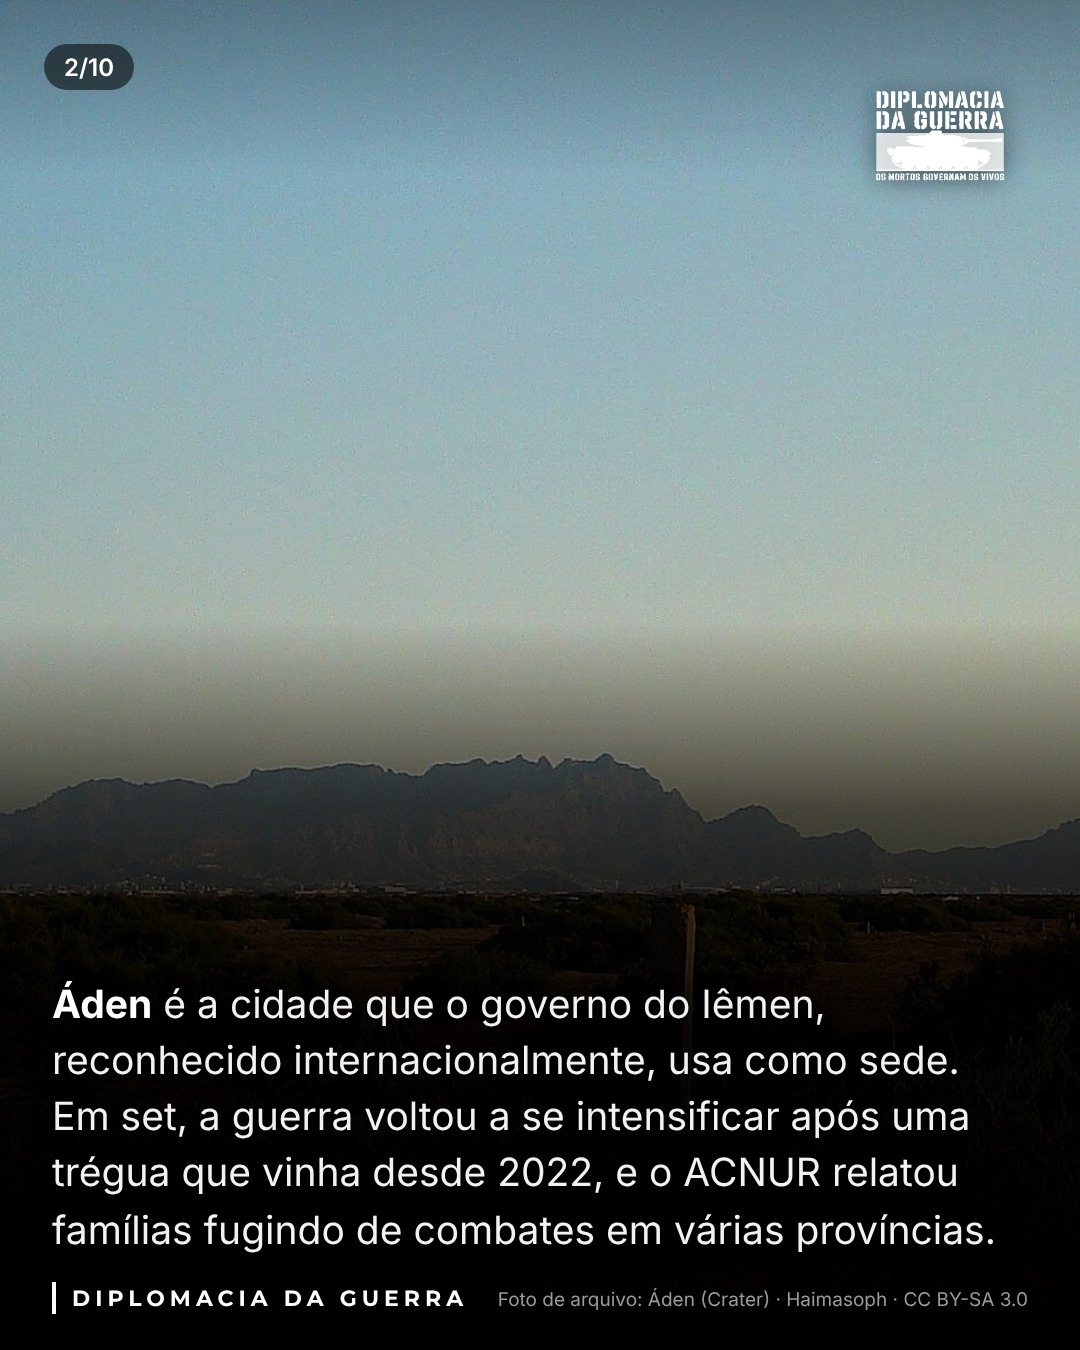 2/10
DIPLOMACIA
DA GUERRA
OS MORTOS GOVERNAM OS VIVOS
Áden é a cidade que o governo do Iêmen,
reconhecido internacionalmente, usa como sede.
Em set, a guerra voltou a se intensificar após uma
trégua que vinha desde 2022, e o ACNUR relatou
famílias fugindo de combates em várias províncias.
DIPLOMACIA DA GUERRA
Foto de arquivo: Áden (Crater) · Haimasoph · CC BY-SA 3.0